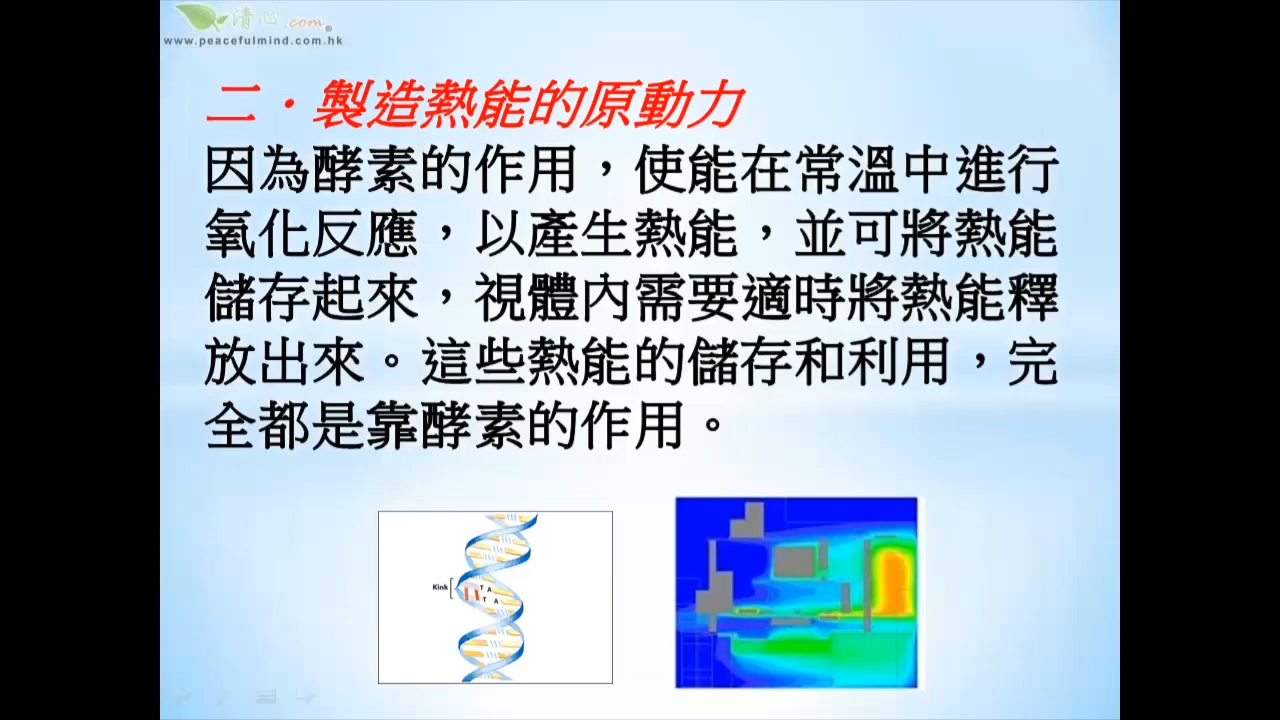 清心.com®
www.peacefulmind.com.hk
二．製造熱能的原動力
因為酵素的作用，使能在常溫中進行
氧化反應，以產生熱能，並可將熱能
儲存起來，視體內需要適時將熱能釋
放出來。這些熱能的儲存和利用，完
全都是靠酵素的作用。
Kink
T A
T A